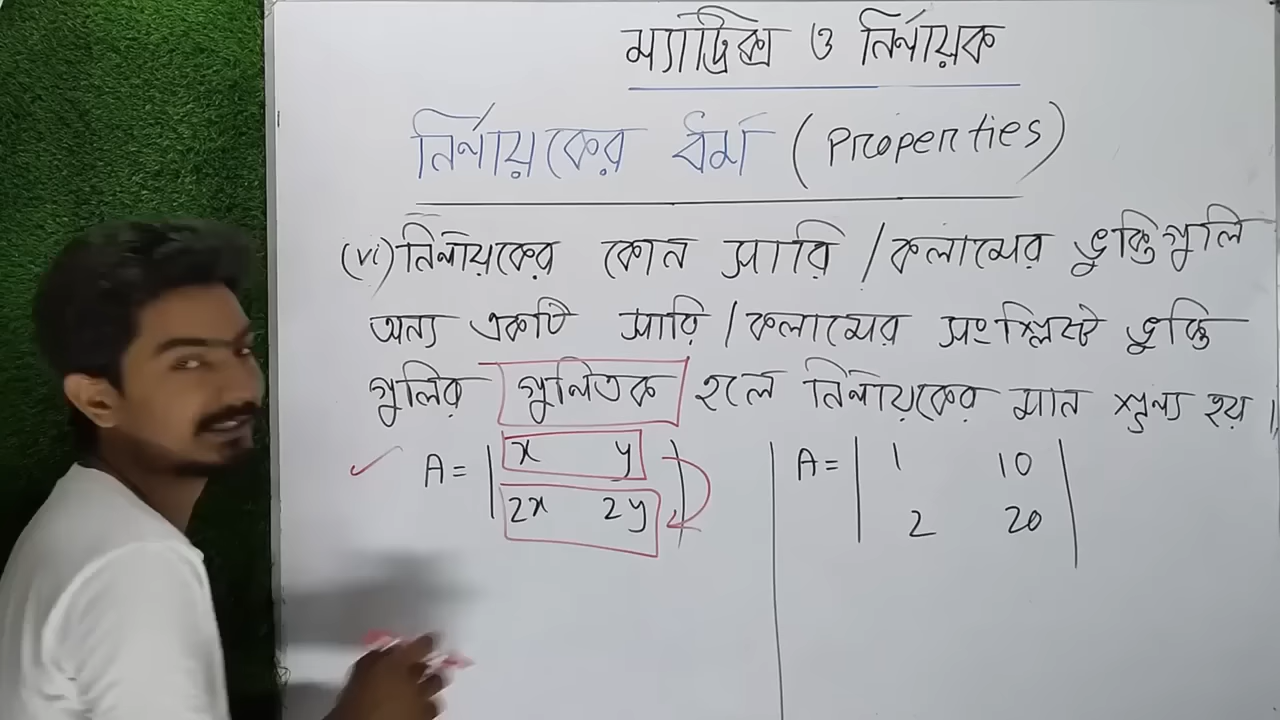 ম্যাট্রিক্স ও নির্ণায়ক
নির্ণায়কের ধর্ম (Properties)
(vi) নির্ণায়কের কোন সারি / কলামের ভুক্তিগুলি
অন্য একটি সারি / কলামের সংশ্লিষ্ট ভুক্তি
গুলির গুনিতক হলে নির্ণায়কের মান শূন্য হয়।
A = | x y | A = | 1 10 |
| 2x 2y | | 2 20 |